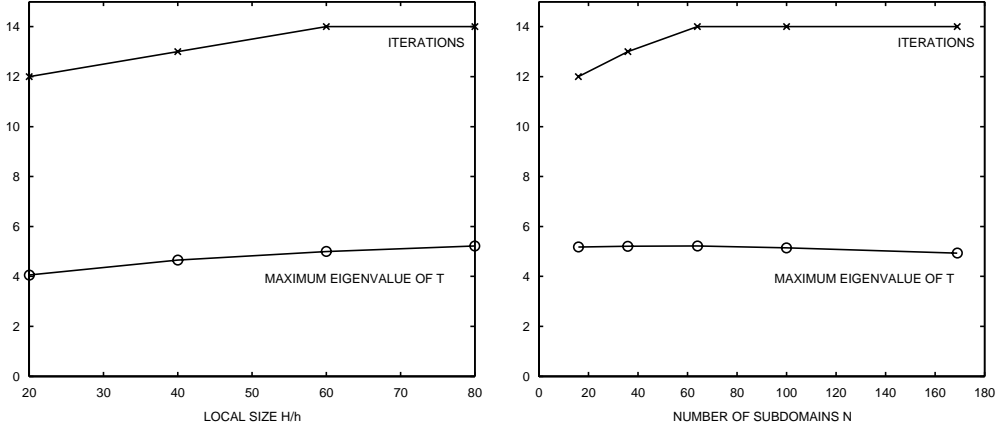 14
ITERATIONS
12
10
8
6
4
MAXIMUM EIGENVALUE OF T
2
0
20 30 40 50 60 70 80
LOCAL SIZE H/h
14
ITERATIONS
12
10
8
6
4
MAXIMUM EIGENVALUE OF T
2
0
0 20 40 60 80 100 120 140 160 180
NUMBER OF SUBDOMAINS N